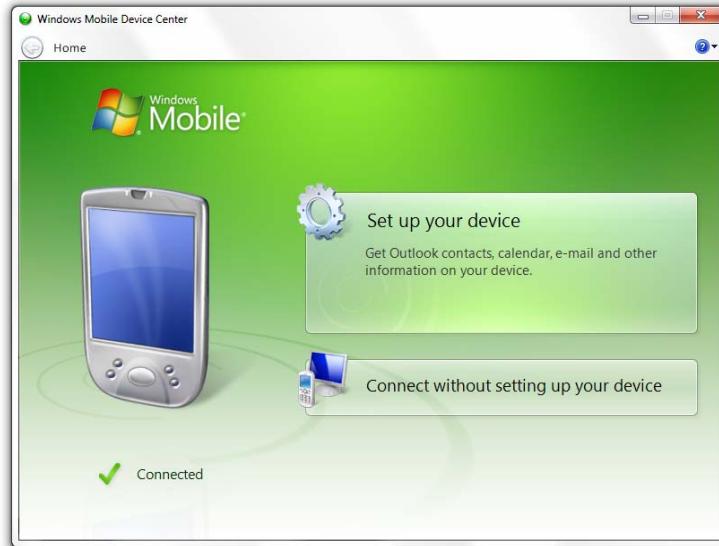 Windows Mobile Device Center
Home
Windows
Mobile
Set up your device
Get Outlook contacts, calendar, e-mail and other
information on your device.
Connect without setting up your device
Connected